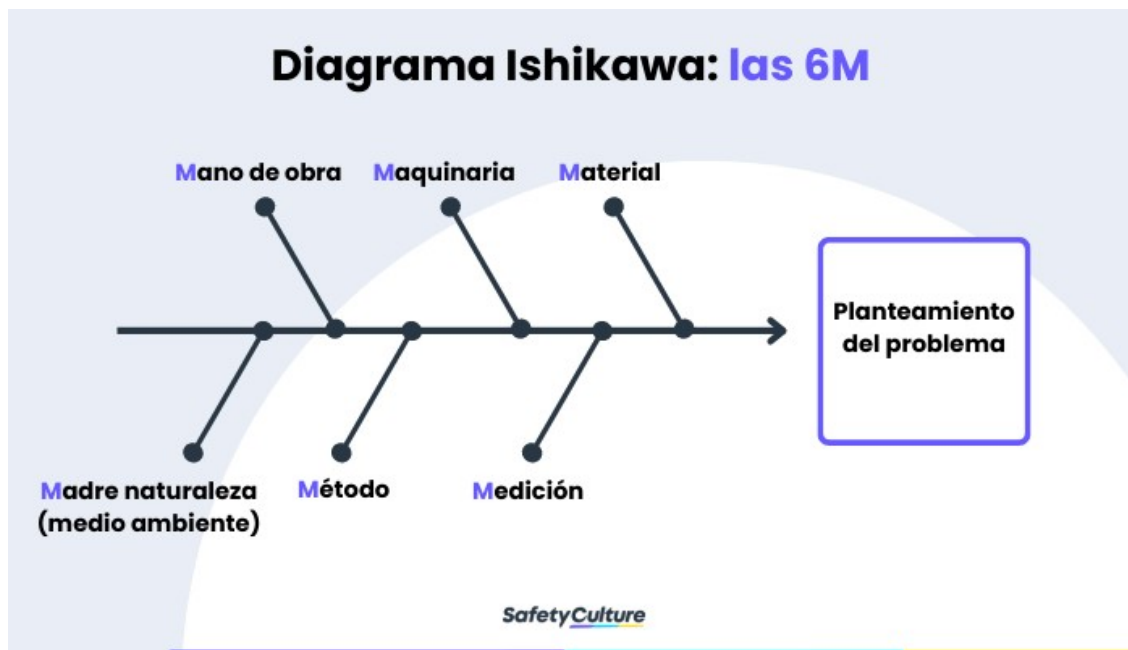 Diagrama Ishikawa: las 6M
Mano de obra
Maquinaria
Material
Planteamiento
del problema
Madre naturaleza
(medio ambiente)
Método
Medición
SafetyCulture